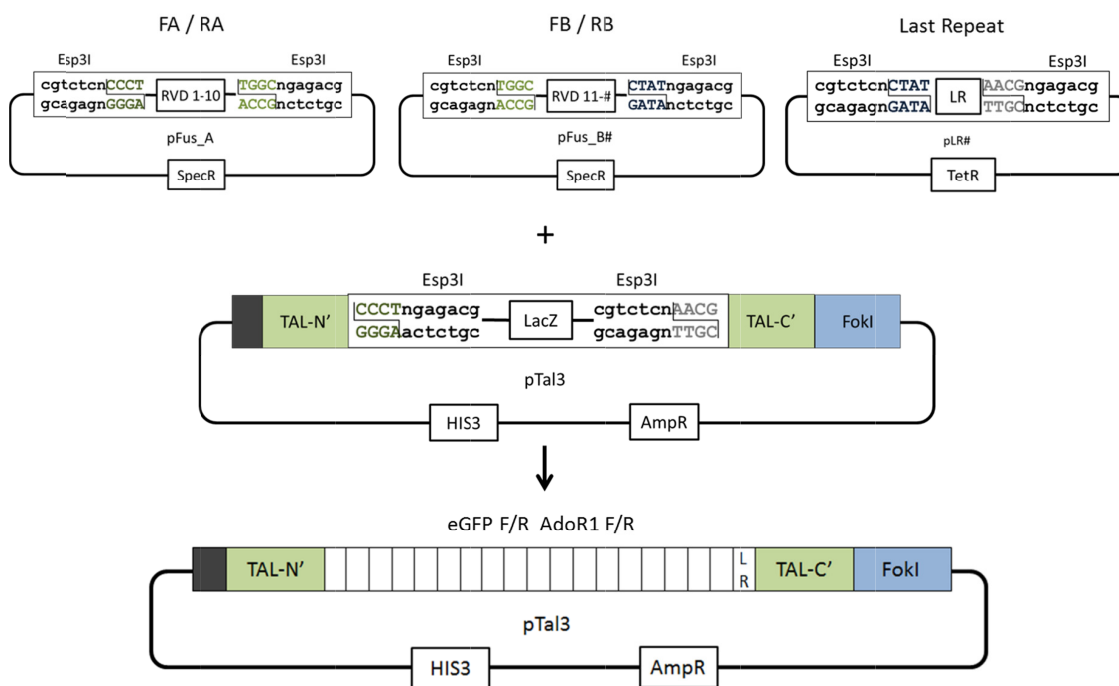 FA / RA
FB / RB
Last Repeat
Esp3I Esp3I
Esp3I Esp3I
Esp3I Esp3I
cgtctcnCCCT RVD 1-10 TGGCngagacg
gcagagnGGGA ACCGnctctgc
pFus_A
SpecR
cgtctcnTGGC RVD 11-# CTATngagacg
gcagagnACCG GATAnctctgc
pFus_B#
SpecR
cgtctcnCTAT LR AACGngagacg
gcagagnGATA TTGCnctctgc
pLR#
TetR
+
Esp3I Esp3I
TAL-N' CCCTngagacg LacZ cgtctcnAACG TAL-C' FokI
GGGAactctgc gcagagnTTGC
pTal3
HIS3 AmpR
eGFP F/R AdoR1 F/R
TAL-N' L R TAL-C' FokI
pTal3
HIS3 AmpR